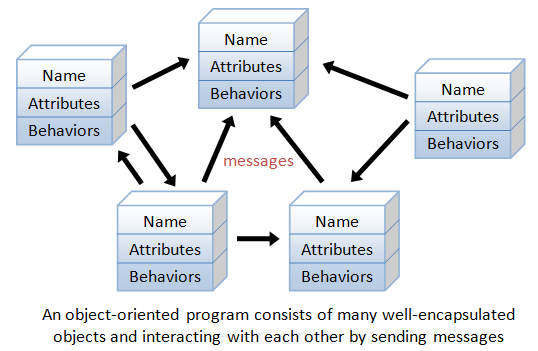 Name
Attributes
Behaviors
Name
Attributes
Behaviors
Name
Attributes
Behaviors
messages
Name
Attributes
Behaviors
Name
Attributes
Behaviors
An object-oriented program consists of many well-encapsulated
objects and interacting with each other by sending messages